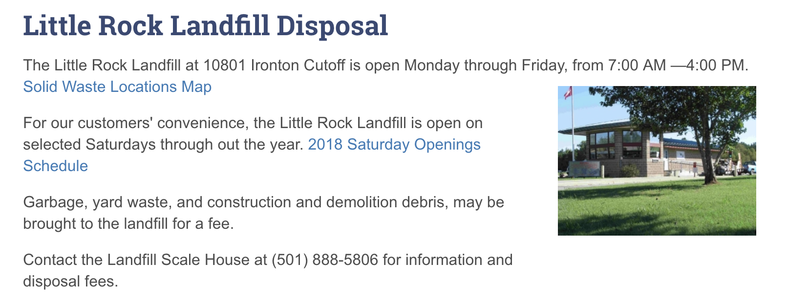 Little Rock Landfill Disposal
The Little Rock Landfill at 10801 Ironton Cutoff is open Monday through Friday, from 7:00 AM —4:00 PM.
Solid Waste Locations Map
For our customers' convenience, the Little Rock Landfill is open on
selected Saturdays through out the year. 2018 Saturday Openings
Schedule
Garbage, yard waste, and construction and demolition debris, may be
brought to the landfill for a fee.
Contact the Landfill Scale House at (501) 888-5806 for information and
disposal fees.